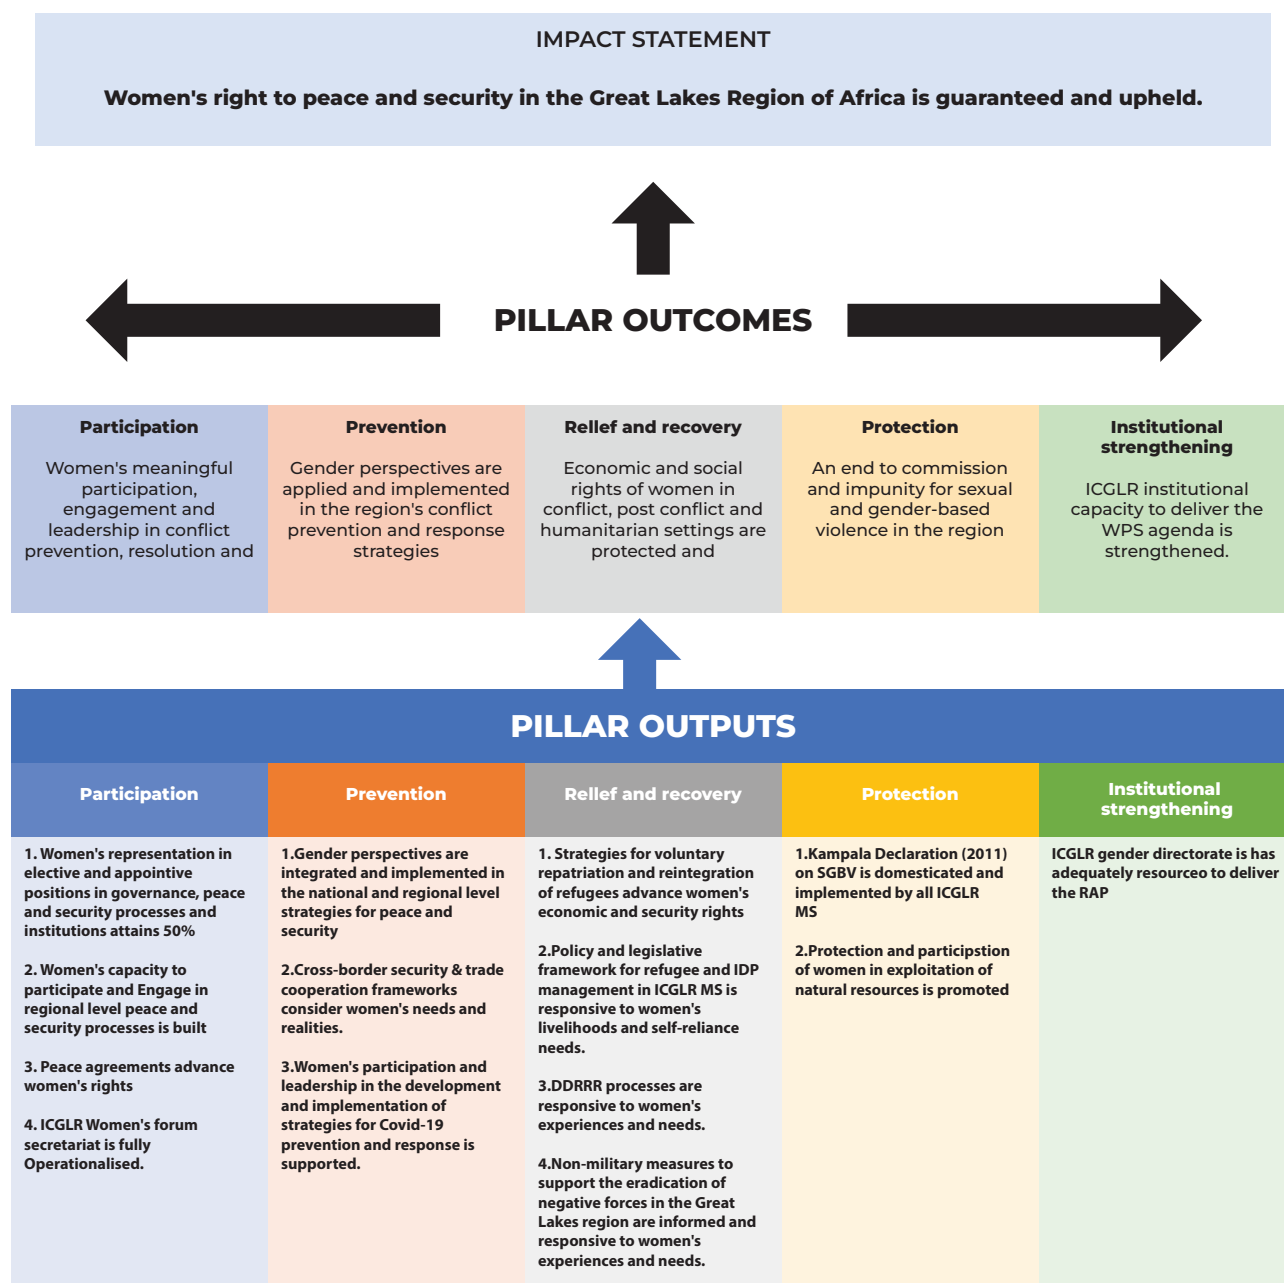 IMPACT STATEMENT
Women's right to peace and security in the Great Lakes Region of Africa is guaranteed and upheld.
PILLAR OUTCOMES
Participation
Women's meaningful
participation,
engagement and
leadership in conflict
prevention, resolution and
Prevention
Gender perspectives are
applied and implemented
in the region's conflict
prevention and response
strategies
Rellef and recovery
Economic and social
rights of women in
conflict, post conflict and
humanitarian settings are
protected and
Protection
An end to commission
and impunity for sexual
and gender-based
violence in the region
Institutional
strengthening
ICGLR institutional
capacity to deliver the
WPS agenda is
strengthened.
PILLAR OUTPUTS
Participation
1. Women's representation in
elective and appointive
positions in governance, peace
and security processes and
institutions attains 50%
2. Women's capacity to
participate and Engage in
regional level peace and
security processes is built
3. Peace agreements advance
women's rights
4. ICGLR Women's forum
secretariat is fully
Operationalised.
Prevention
1.Gender perspectives are
integrated and implemented in
the national and regional level
strategies for peace and
security
2.Cross-border security & trade
cooperation frameworks
consider women's needs and
realities.
3.Women's participation and
leadership in the development
and implementation of
strategies for Covid-19
prevention and response is
supported.
Rellef and recovery
1. Strategies for voluntary
repatriation and reintegration
of refugees advance women's
economic and security rights
2.Policy and legislative
framework for refugee and IDP
management in ICGLR MS is
responsive to women's
livelihoods and self-reliance
needs.
3.DDRRR processes are
responsive to women's
experiences and needs.
4.Non-military measures to
support the eradication of
negative forces in the Great
Lakes region are informed and
responsive to women's
experiences and needs.
Protection
1.Kampala Declaration (2011)
on SGBV is domesticated and
implemented by all ICGLR
MS
2.Protection and participstion
of women in exploitation of
natural resources is promoted
Institutional
strengthening
ICGLR gender directorate is has
adequately resourceo to deliver
the RAP